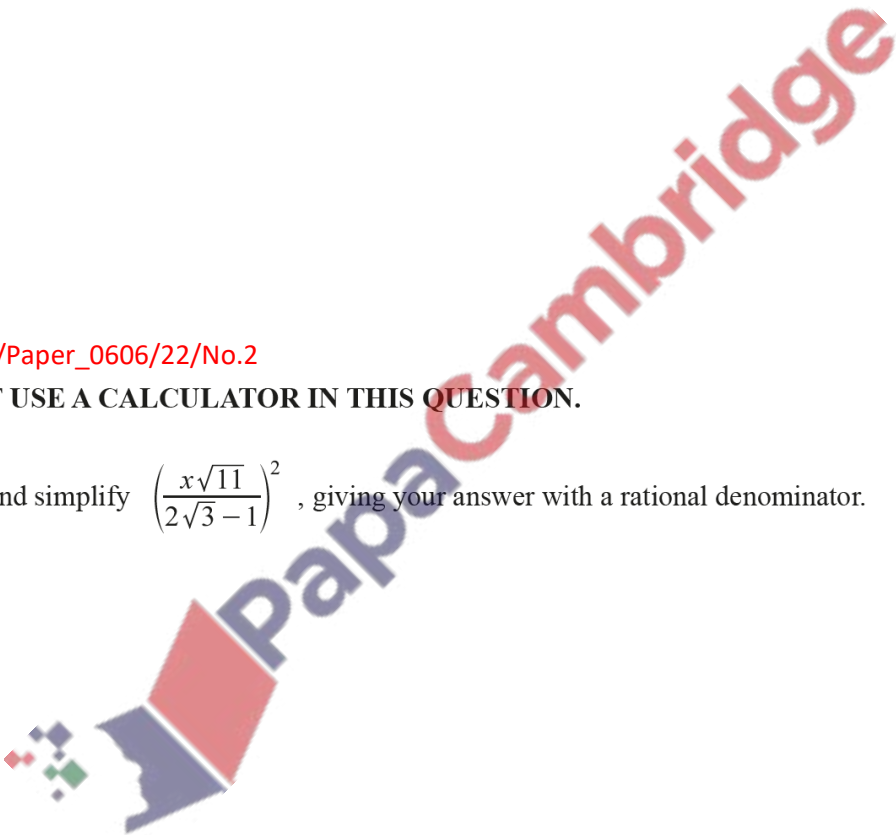 /Paper_0606/22/No.2
USE A CALCULATOR IN THIS QUESTION.
nd simplify (x√11 / 2√3 – 1)² , giving your answer with a rational denominator.
PapaCambridge